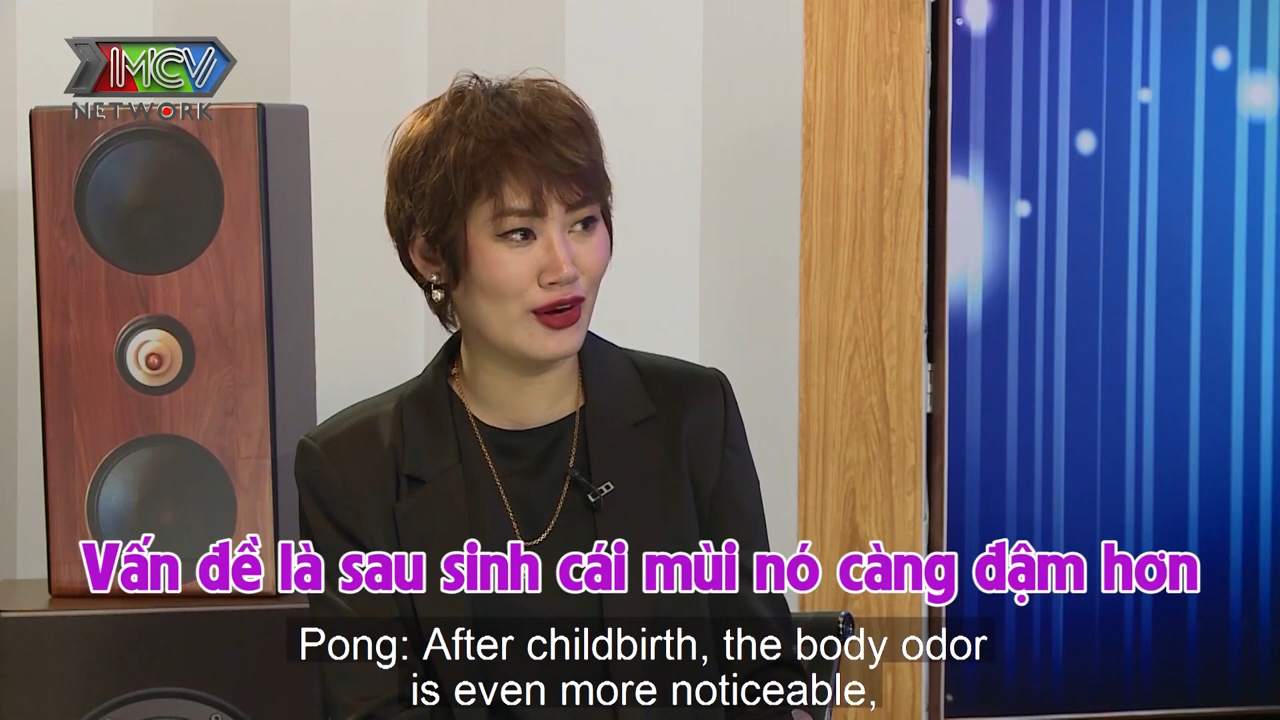 MCV
NETWORK
Vấn đề là sau sinh cái mùi nó càng đậm hơn
Pong: After childbirth, the body odor
is even more noticeable,